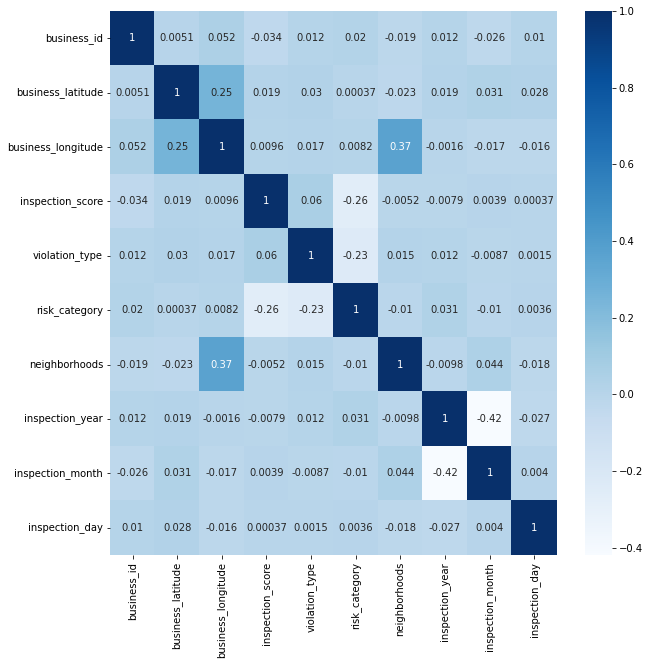 business_id 1 0.0051 0.052 -0.034 0.012 0.02 -0.019 0.012 -0.026 0.01
business_latitude 0.0051 1 0.25 0.019 0.03 0.00037 -0.023 0.019 0.031 0.028
business_longitude 0.052 0.25 1 0.0096 0.017 0.0082 0.37 -0.0016 -0.017 -0.016
inspection_score -0.034 0.019 0.0096 1 0.06 -0.26 -0.0052 -0.0079 0.0039 0.00037
violation_type 0.012 0.03 0.017 0.06 1 -0.23 0.015 0.012 -0.0087 0.0015
risk_category 0.02 0.00037 0.0082 -0.26 -0.23 1 -0.01 0.031 -0.01 0.0036
neighborhoods -0.019 -0.023 0.37 -0.0052 0.015 -0.01 1 -0.0098 0.044 -0.018
inspection_year 0.012 0.019 -0.0016 -0.0079 0.012 0.031 -0.0098 1 -0.42 -0.027
inspection_month -0.026 0.031 -0.017 0.0039 -0.0087 -0.01 0.044 -0.42 1 0.004
inspection_day 0.01 0.028 -0.016 0.00037 0.0015 0.0036 -0.018 -0.027 0.004 1
business_id
business_latitude
business_longitude
inspection_score
violation_type
risk_category
neighborhoods
inspection_year
inspection_month
inspection_day
1.0
0.8
0.6
0.4
0.2
0.0
−0.2
−0.4